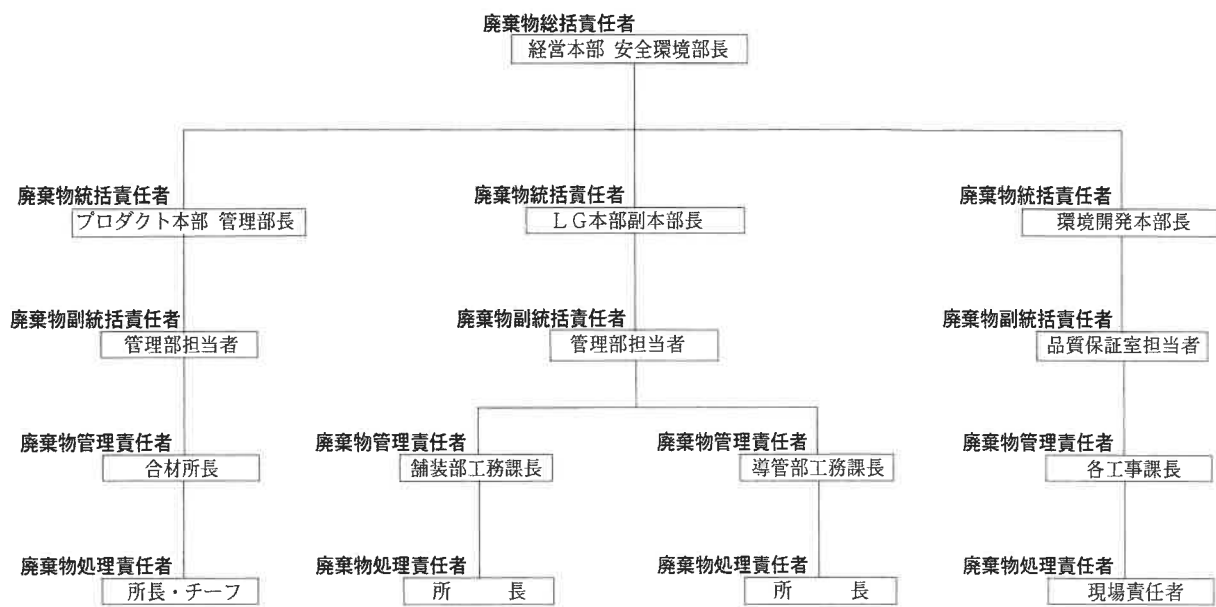 廃棄物総括責任者
経営本部 安全環境部長
廃棄物統括責任者
プロダクト本部 管理部長
廃棄物統括責任者
LG本部副本部長
廃棄物統括責任者
環境開発本部長
廃棄物副統括責任者
管理部担当者
廃棄物副統括責任者
管理部担当者
廃棄物副統括責任者
品質保証室担当者
廃棄物管理責任者
合材所長
廃棄物管理責任者
舗装部工務課長
廃棄物管理責任者
導管部工務課長
廃棄物管理責任者
各工事課長
廃棄物処理責任者
所長・チーフ
廃棄物処理責任者
所　　長
廃棄物処理責任者
所　　長
廃棄物処理責任者
現場責任者